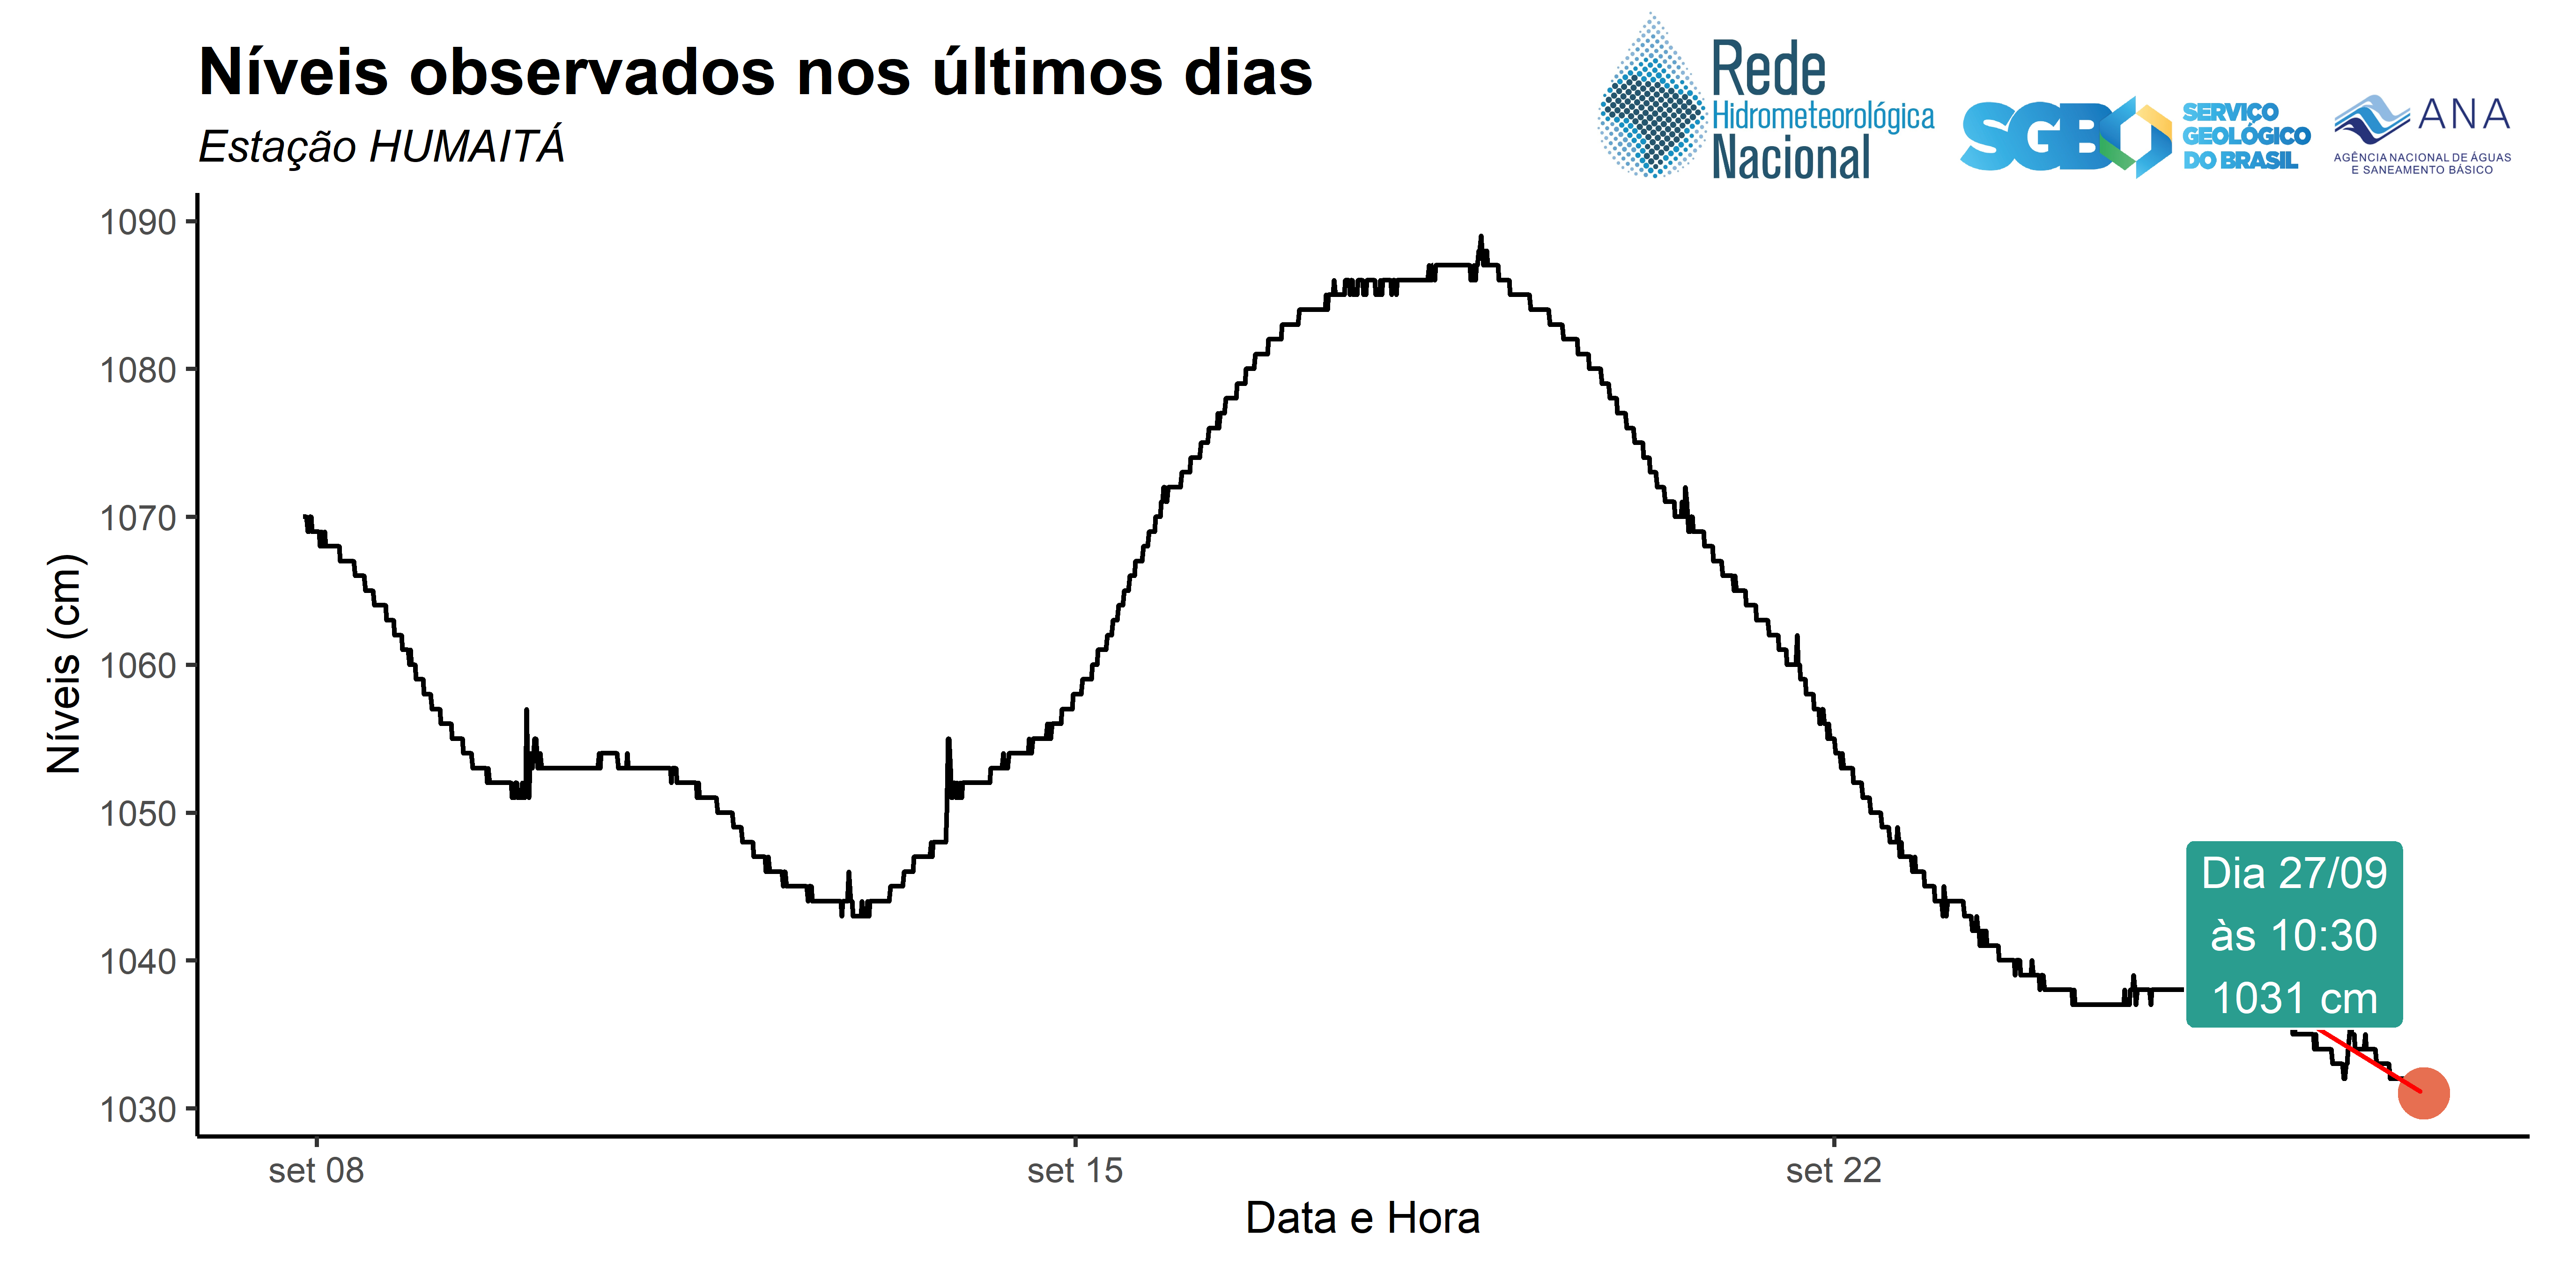 Níveis observados nos últimos dias
Estação HUMAITÁ
Rede
Hidrometeorológica
Nacional
SGB
SERVIÇO
GEOLÓGICO
DO BRASIL
ANA
AGÊNCIA NACIONAL DE ÁGUAS
E SANEAMENTO BÁSICO
Níveis (cm)
1090
1080
1070
1060
1050
1040
1030
Dia 27/09
às 10:30
1031 cm
set 08
set 15
set 22
Data e Hora